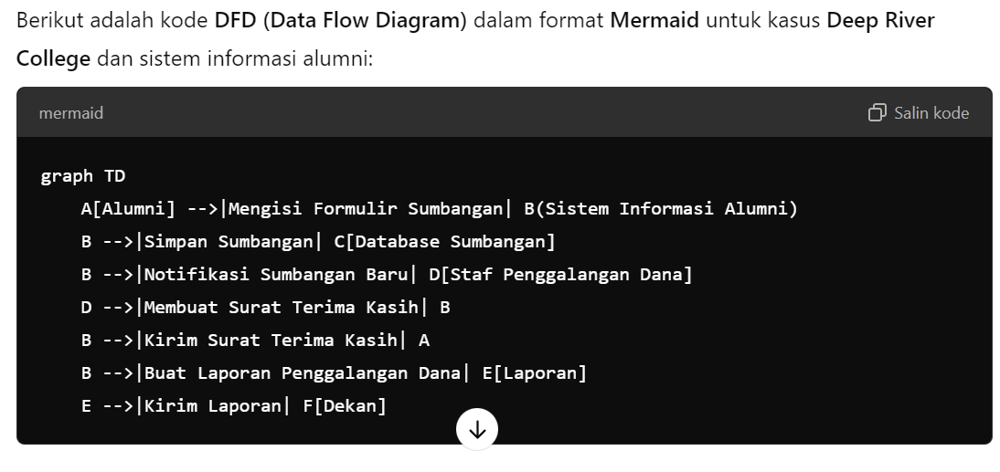 Berikut adalah kode DFD (Data Flow Diagram) dalam format Mermaid untuk kasus Deep River
College dan sistem informasi alumni:
mermaid
Salin kode
graph TD
    A[Alumni] -->|Mengisi Formulir Sumbangan| B(Sistem Informasi Alumni)
    B -->|Simpan Sumbangan| C[Database Sumbangan]
    B -->|Notifikasi Sumbangan Baru| D[Staf Penggalangan Dana]
    D -->|Membuat Surat Terima Kasih| B
    B -->|Kirim Surat Terima Kasih| A
    B -->|Buat Laporan Penggalangan Dana| E[Laporan]
    E -->|Kirim Laporan| F[Dekan]